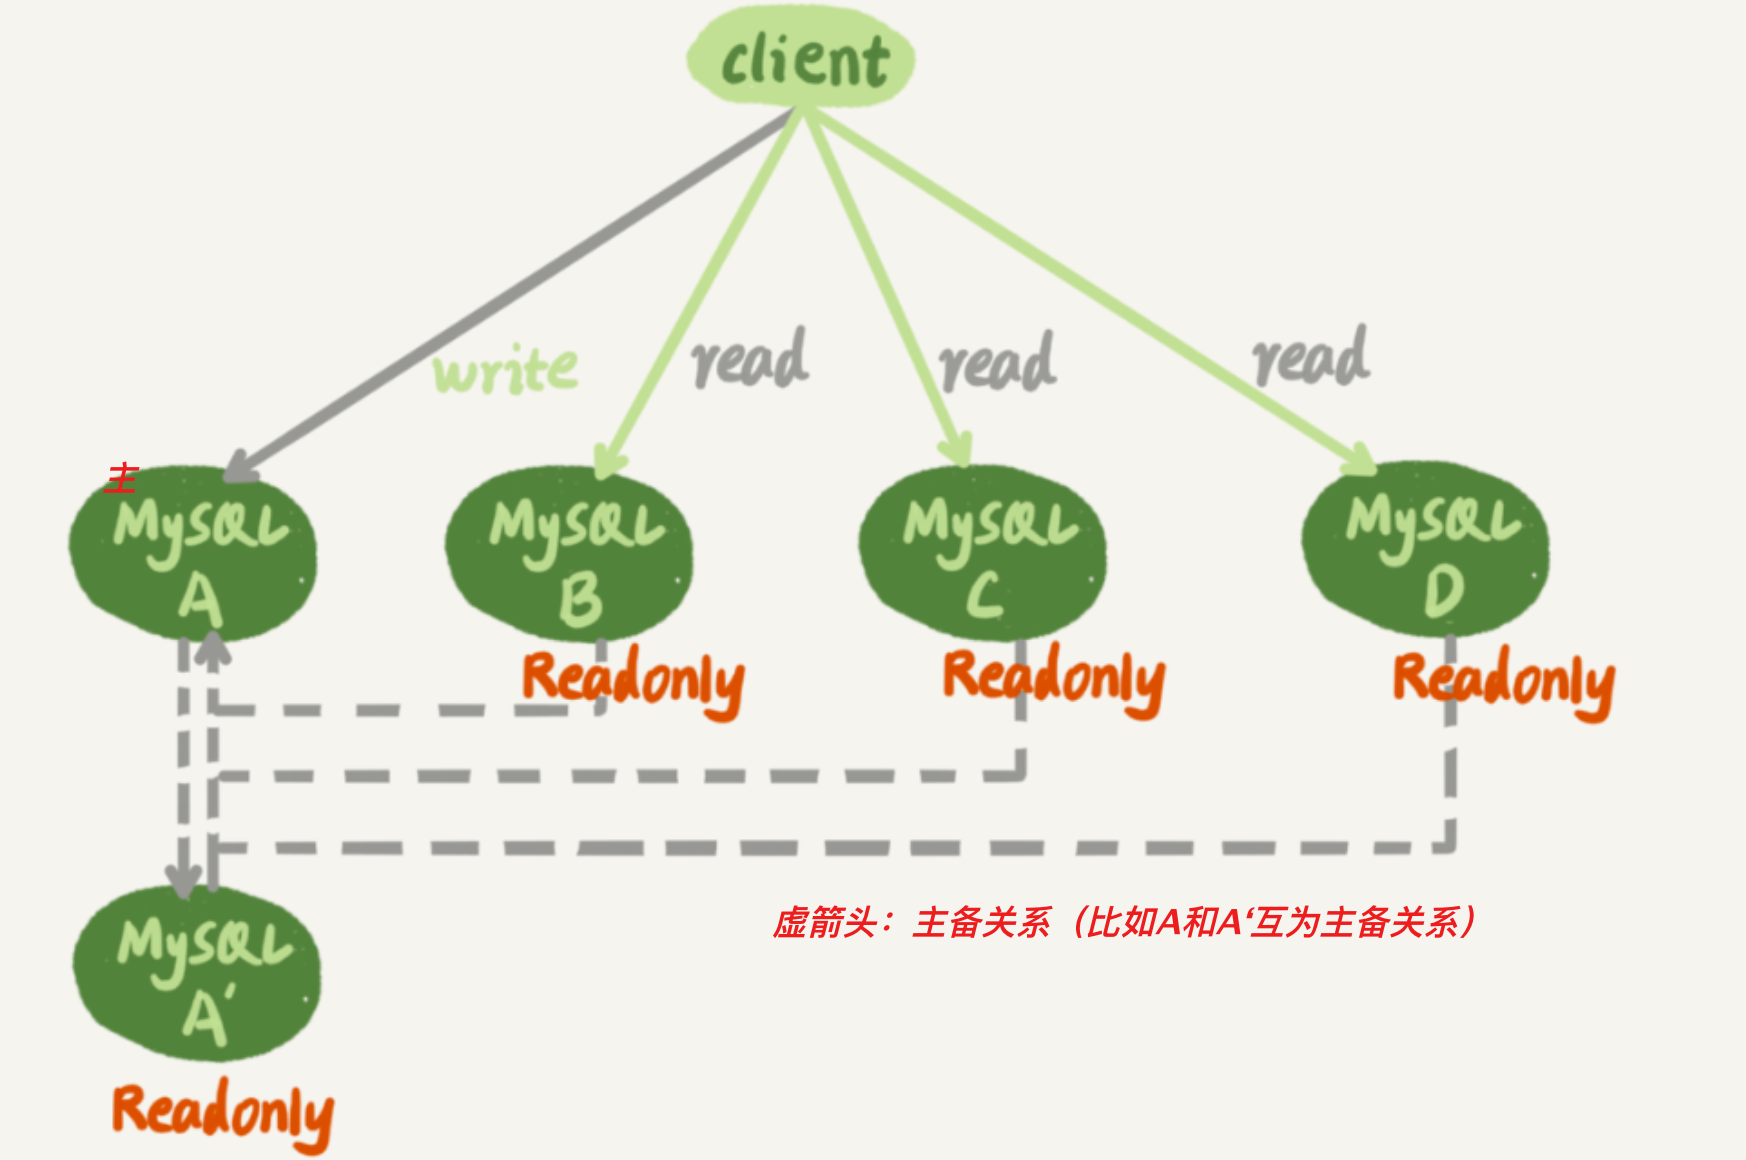 client
write
read
read
read
主
MySQL
A
MySQL
B
MySQL
C
MySQL
D
Readonly
Readonly
Readonly
虚箭头：主备关系（比如A和A‘互为主备关系）
MySQL
A'
Readonly